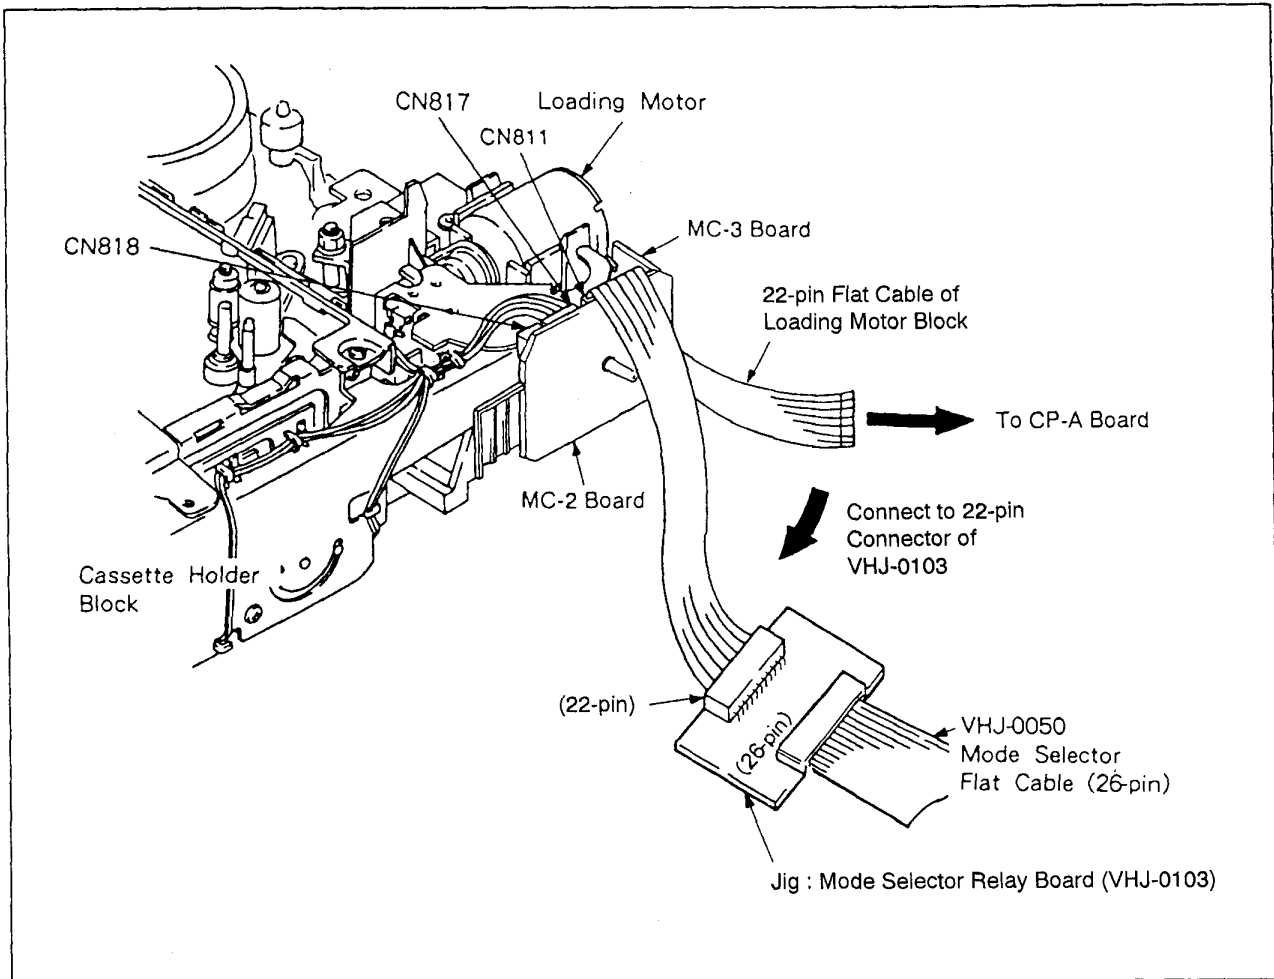 CN817
Loading Motor
CN811
MC-3 Board
CN818
22-pin Flat Cable of
Loading Motor Block
To CP-A Board
MC-2 Board
Connect to 22-pin
Connector of
VHJ-0103
Cassette Holder
Block
(22-pin)
(26-pin)
VHJ-0050
Mode Selector
Flat Cable (26-pin)
Jig : Mode Selector Relay Board (VHJ-0103)